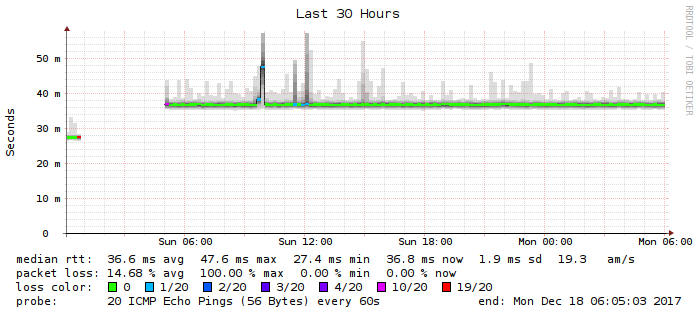 Last 30 Hours
RRDTOOL / TOBI OETIKER
Seconds
50 m
40 m
30 m
20 m
10 m
0
Sun 06:00 Sun 12:00 Sun 18:00 Mon 00:00 Mon 06:00
median rtt: 36.6 ms avg 47.6 ms max 27.4 ms min 36.8 ms now 1.9 ms sd 19.3 am/s
packet loss: 14.68 % avg 100.00 % max 0.00 % min 0.00 % now
loss color: 0 1/20 2/20 3/20 4/20 10/20 19/20
probe: 20 ICMP Echo Pings (56 Bytes) every 60s end: Mon Dec 18 06:05:03 2017